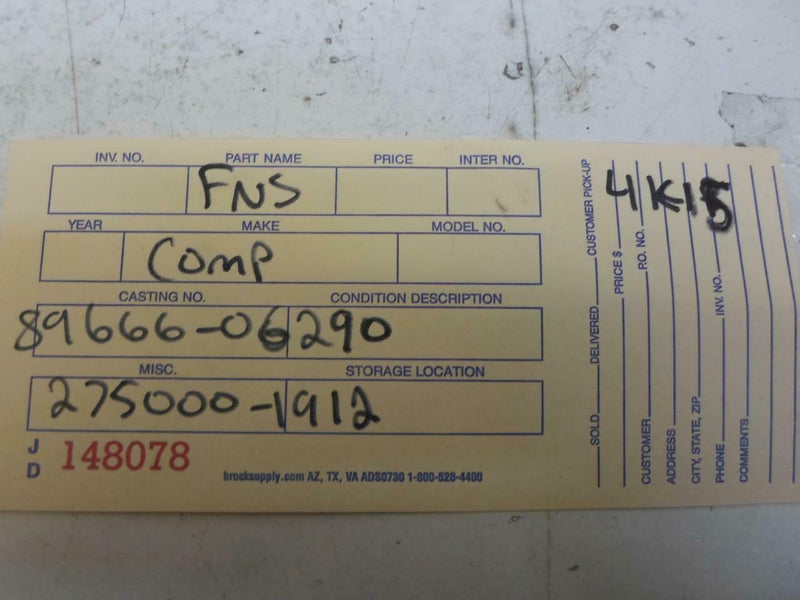 INV. NO. PART NAME PRICE INTER NO.
FNS
YEAR MAKE MODEL NO.
Comp
CASTING NO. CONDITION DESCRIPTION
89666-06290
MISC. STORAGE LOCATION
275000-1912
JD 148078
brocksupply.com AZ, TX, VA ADS0730 1-800-528-4400
4K15
SOLD DELIVERED CUSTOMER PICK-UP
PRICE $
CUSTOMER P.O. NO.
ADDRESS
CITY, STATE, ZIP
PHONE INV. NO.
COMMENTS